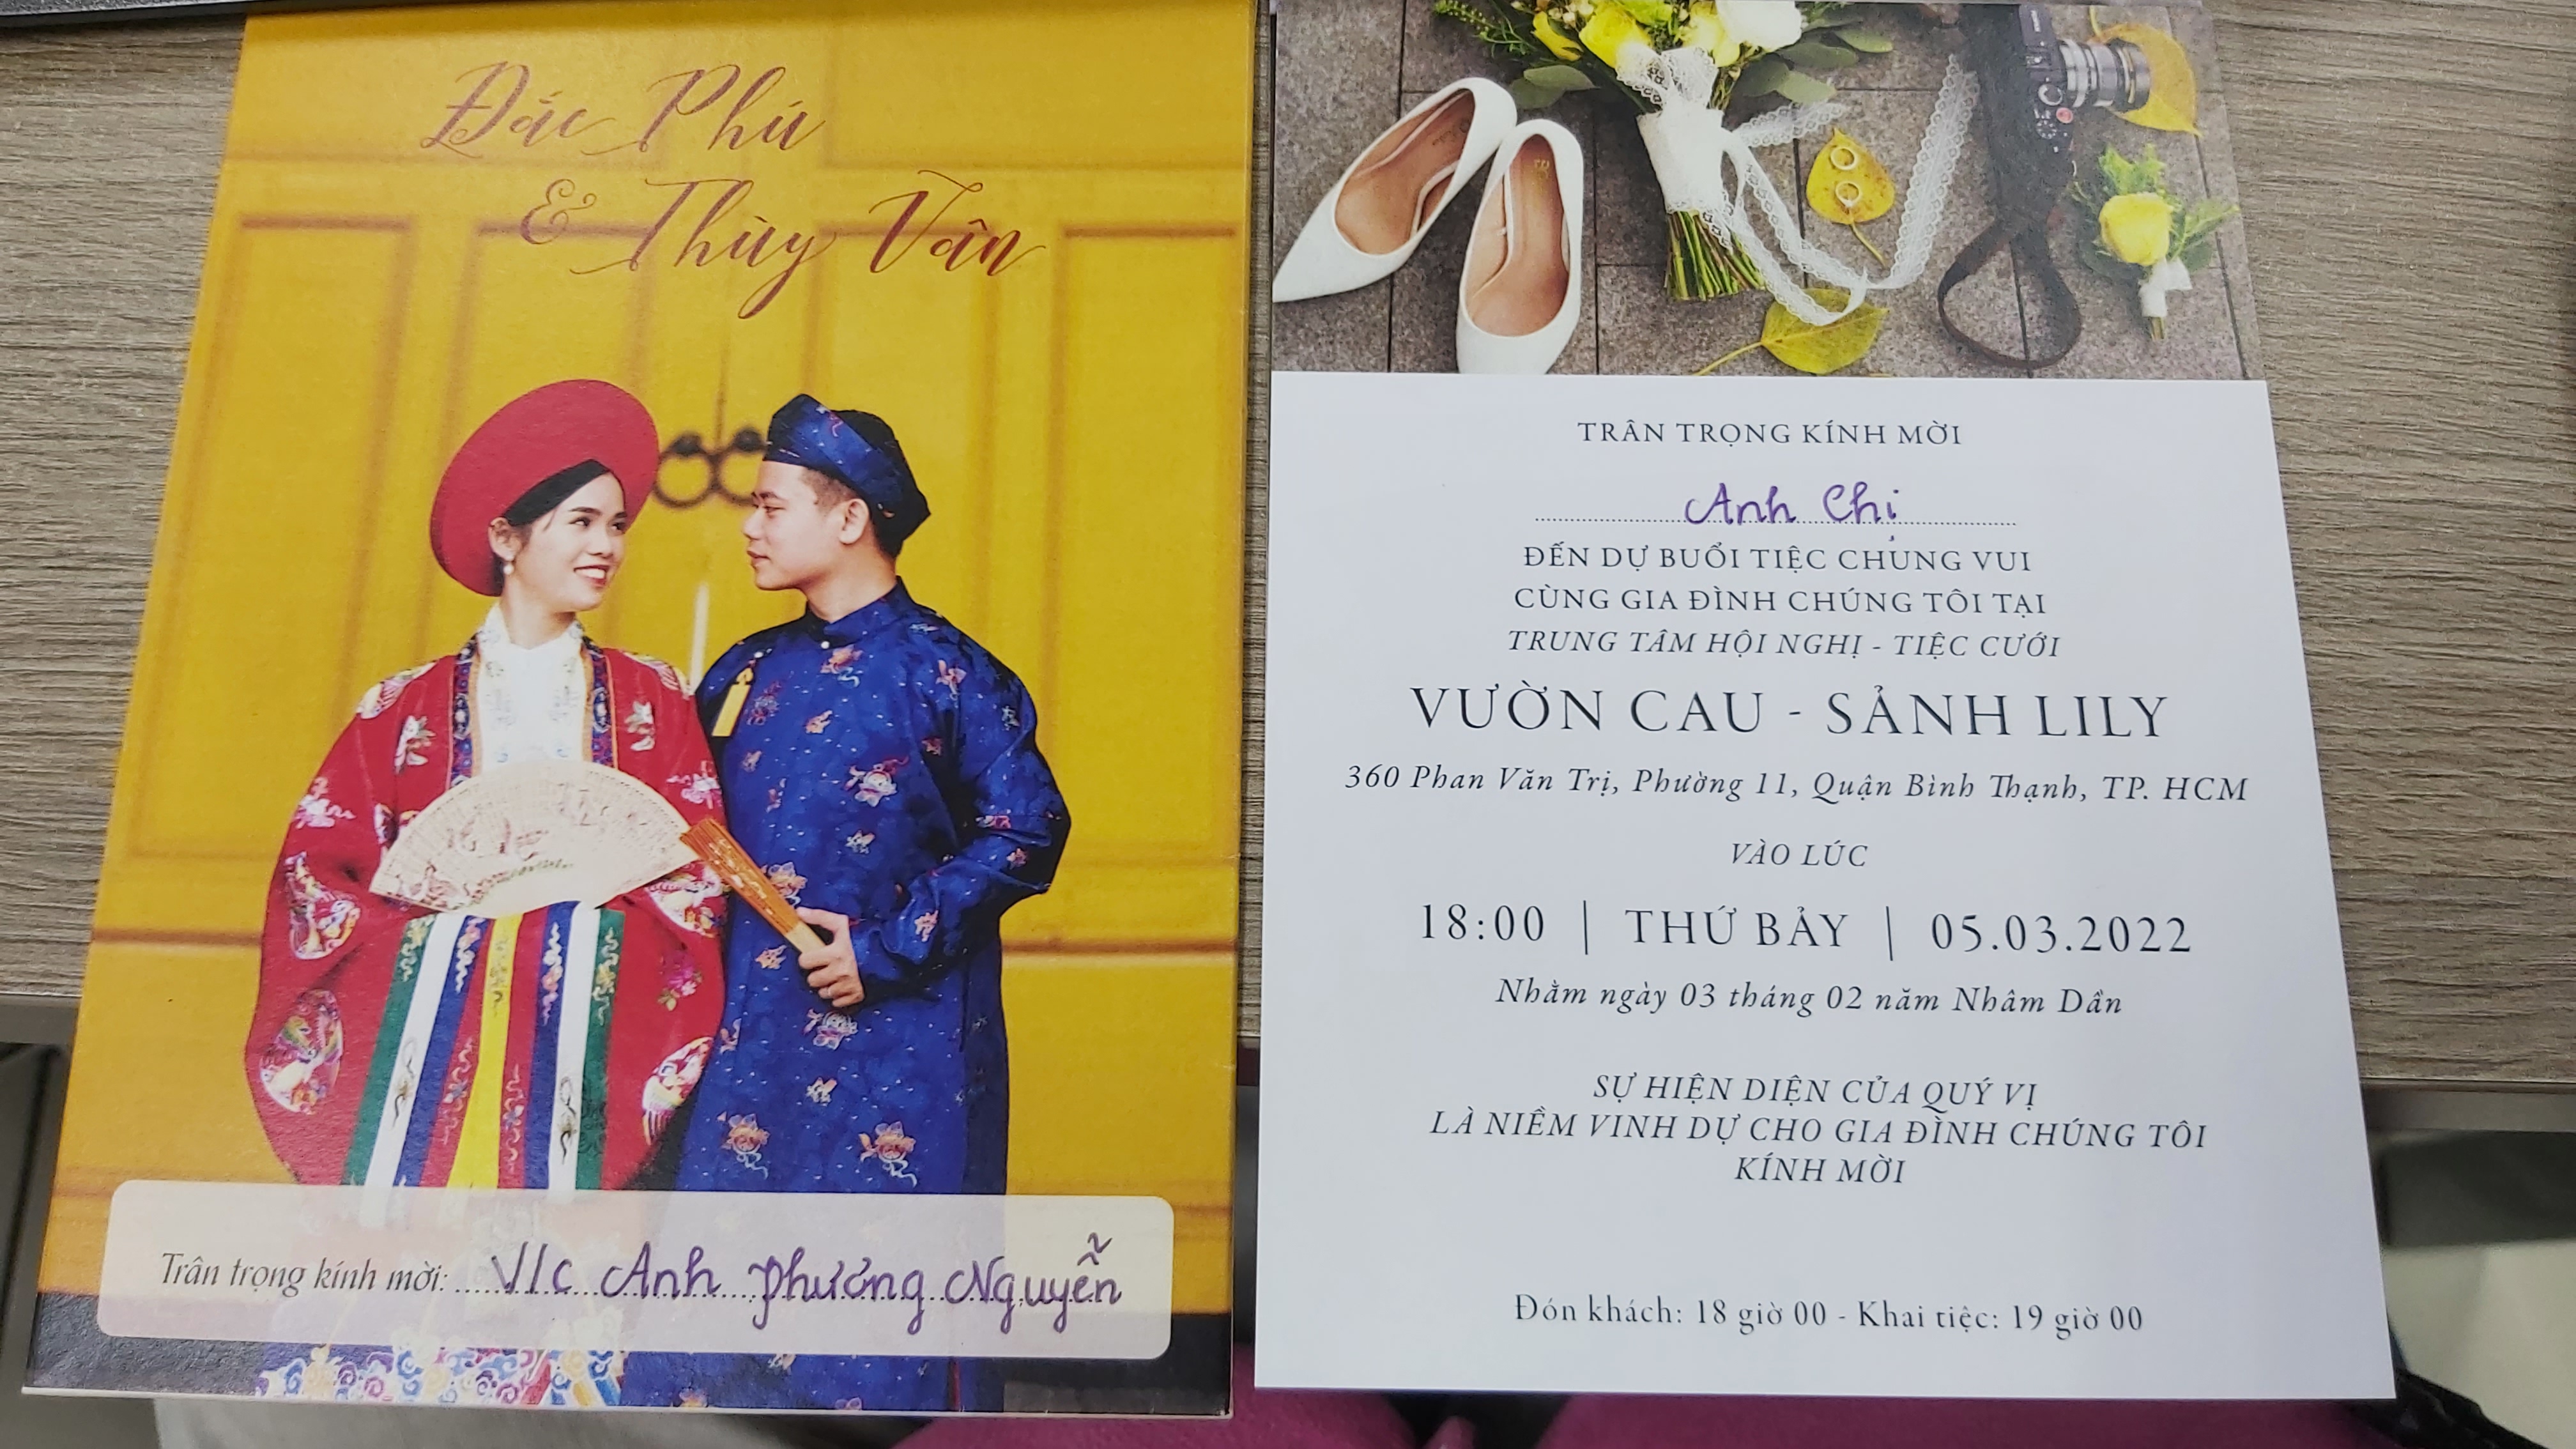 Đắc Phú
& Thùy Vân
Trân trọng kính mời: V/c Anh Phương Nguyễn
TRÂN TRỌNG KÍNH MỜI
Anh Chị
ĐẾN DỰ BUỔI TIỆC CHUNG VUI
CÙNG GIA ĐÌNH CHÚNG TÔI TẠI
TRUNG TÂM HỘI NGHỊ - TIỆC CƯỚI
VƯỜN CAU - SẢNH LILY
360 Phan Văn Trị, Phường 11, Quận Bình Thạnh, TP. HCM
VÀO LÚC
18:00 | THỨ BẢY | 05.03.2022
Nhằm ngày 03 tháng 02 năm Nhâm Dần
SỰ HIỆN DIỆN CỦA QUÝ VỊ
LÀ NIỀM VINH DỰ CHO GIA ĐÌNH CHÚNG TÔI
KÍNH MỜI
Đón khách: 18 giờ 00 - Khai tiệc: 19 giờ 00